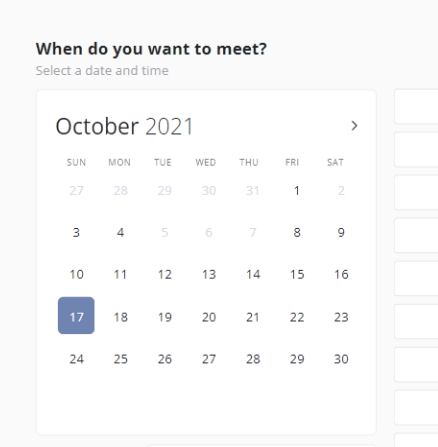 When do you want to meet?
Select a date and time
October 2021
SUN MON TUE WED THU FRI SAT
27 28 29 30 31 1 2
3 4 5 6 7 8 9
10 11 12 13 14 15 16
17 18 19 20 21 22 23
24 25 26 27 28 29 30